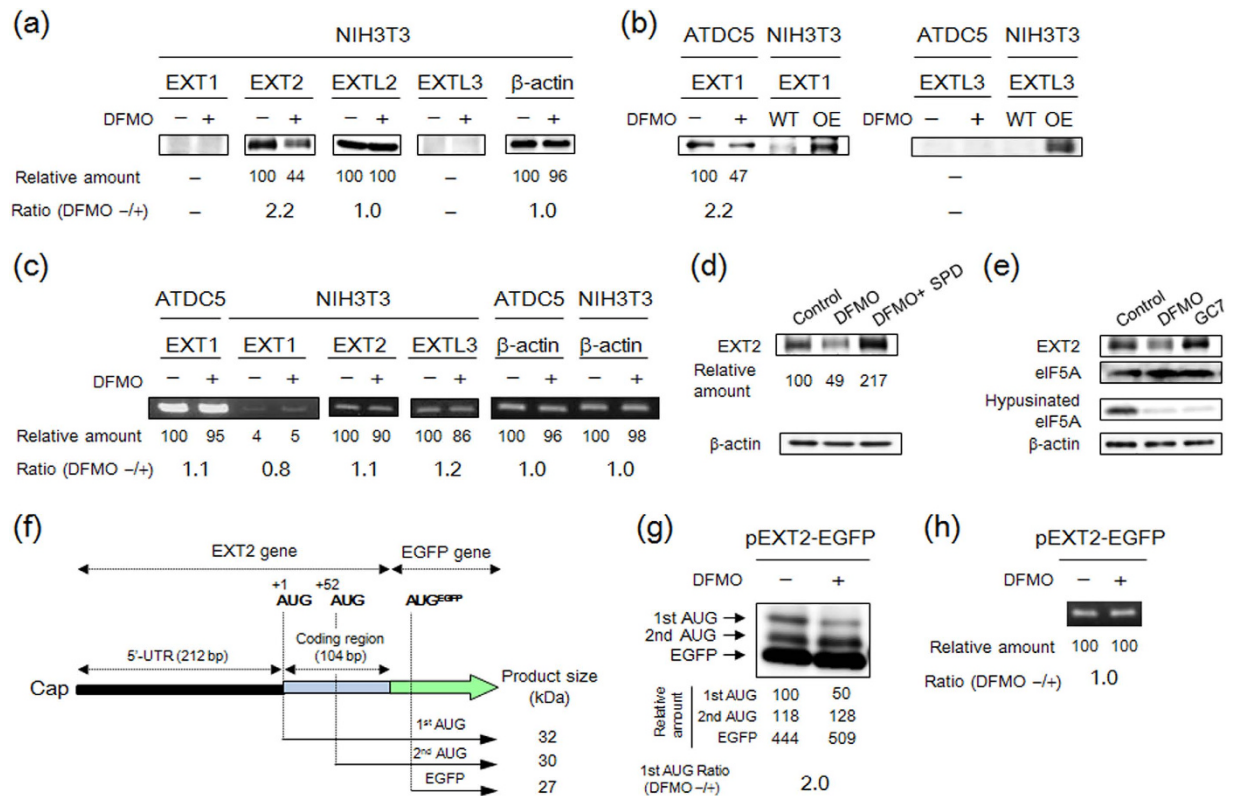 (a)
NIH3T3
EXT1 EXT2 EXTL2 EXTL3 β-actin
DFMO − + − + − + − + − +
Relative amount − 100 44 100 100 − 100 96
Ratio (DFMO −/+) − 2.2 1.0 − 1.0
(b)
ATDC5 NIH3T3 ATDC5 NIH3T3
EXT1 EXT1 EXTL3 EXTL3
DFMO − + WT OE DFMO − + WT OE
100 47 −
2.2 −
(c)
ATDC5 NIH3T3 ATDC5 NIH3T3
EXT1 EXT1 EXT2 EXTL3 β-actin β-actin
DFMO − + − + − + − + − + − +
Relative amount 100 95 4 5 100 90 100 86 100 96 100 98
Ratio (DFMO −/+) 1.1 0.8 1.1 1.2 1.0 1.0
(d)
Control DFMO DFMO+ SPD
EXT2
Relative
amount 100 49 217
β-actin
(e)
Control DFMO GC7
EXT2
eIF5A
Hypusinated
eIF5A
β-actin
(f)
EXT2 gene EGFP gene
+1 +52
AUG AUG AUGEGFP
Coding region
5'-UTR (212 bp) (104 bp)
Product size
Cap (kDa)
1st AUG 32
2nd AUG 30
EGFP 27
(g)
pEXT2-EGFP
DFMO − +
1st AUG
2nd AUG
EGFP
Relative
amount
1st AUG 100 50
2nd AUG 118 128
EGFP 444 509
1st AUG Ratio
(DFMO −/+) 2.0
(h)
pEXT2-EGFP
DFMO − +
Relative amount 100 100
Ratio (DFMO −/+) 1.0